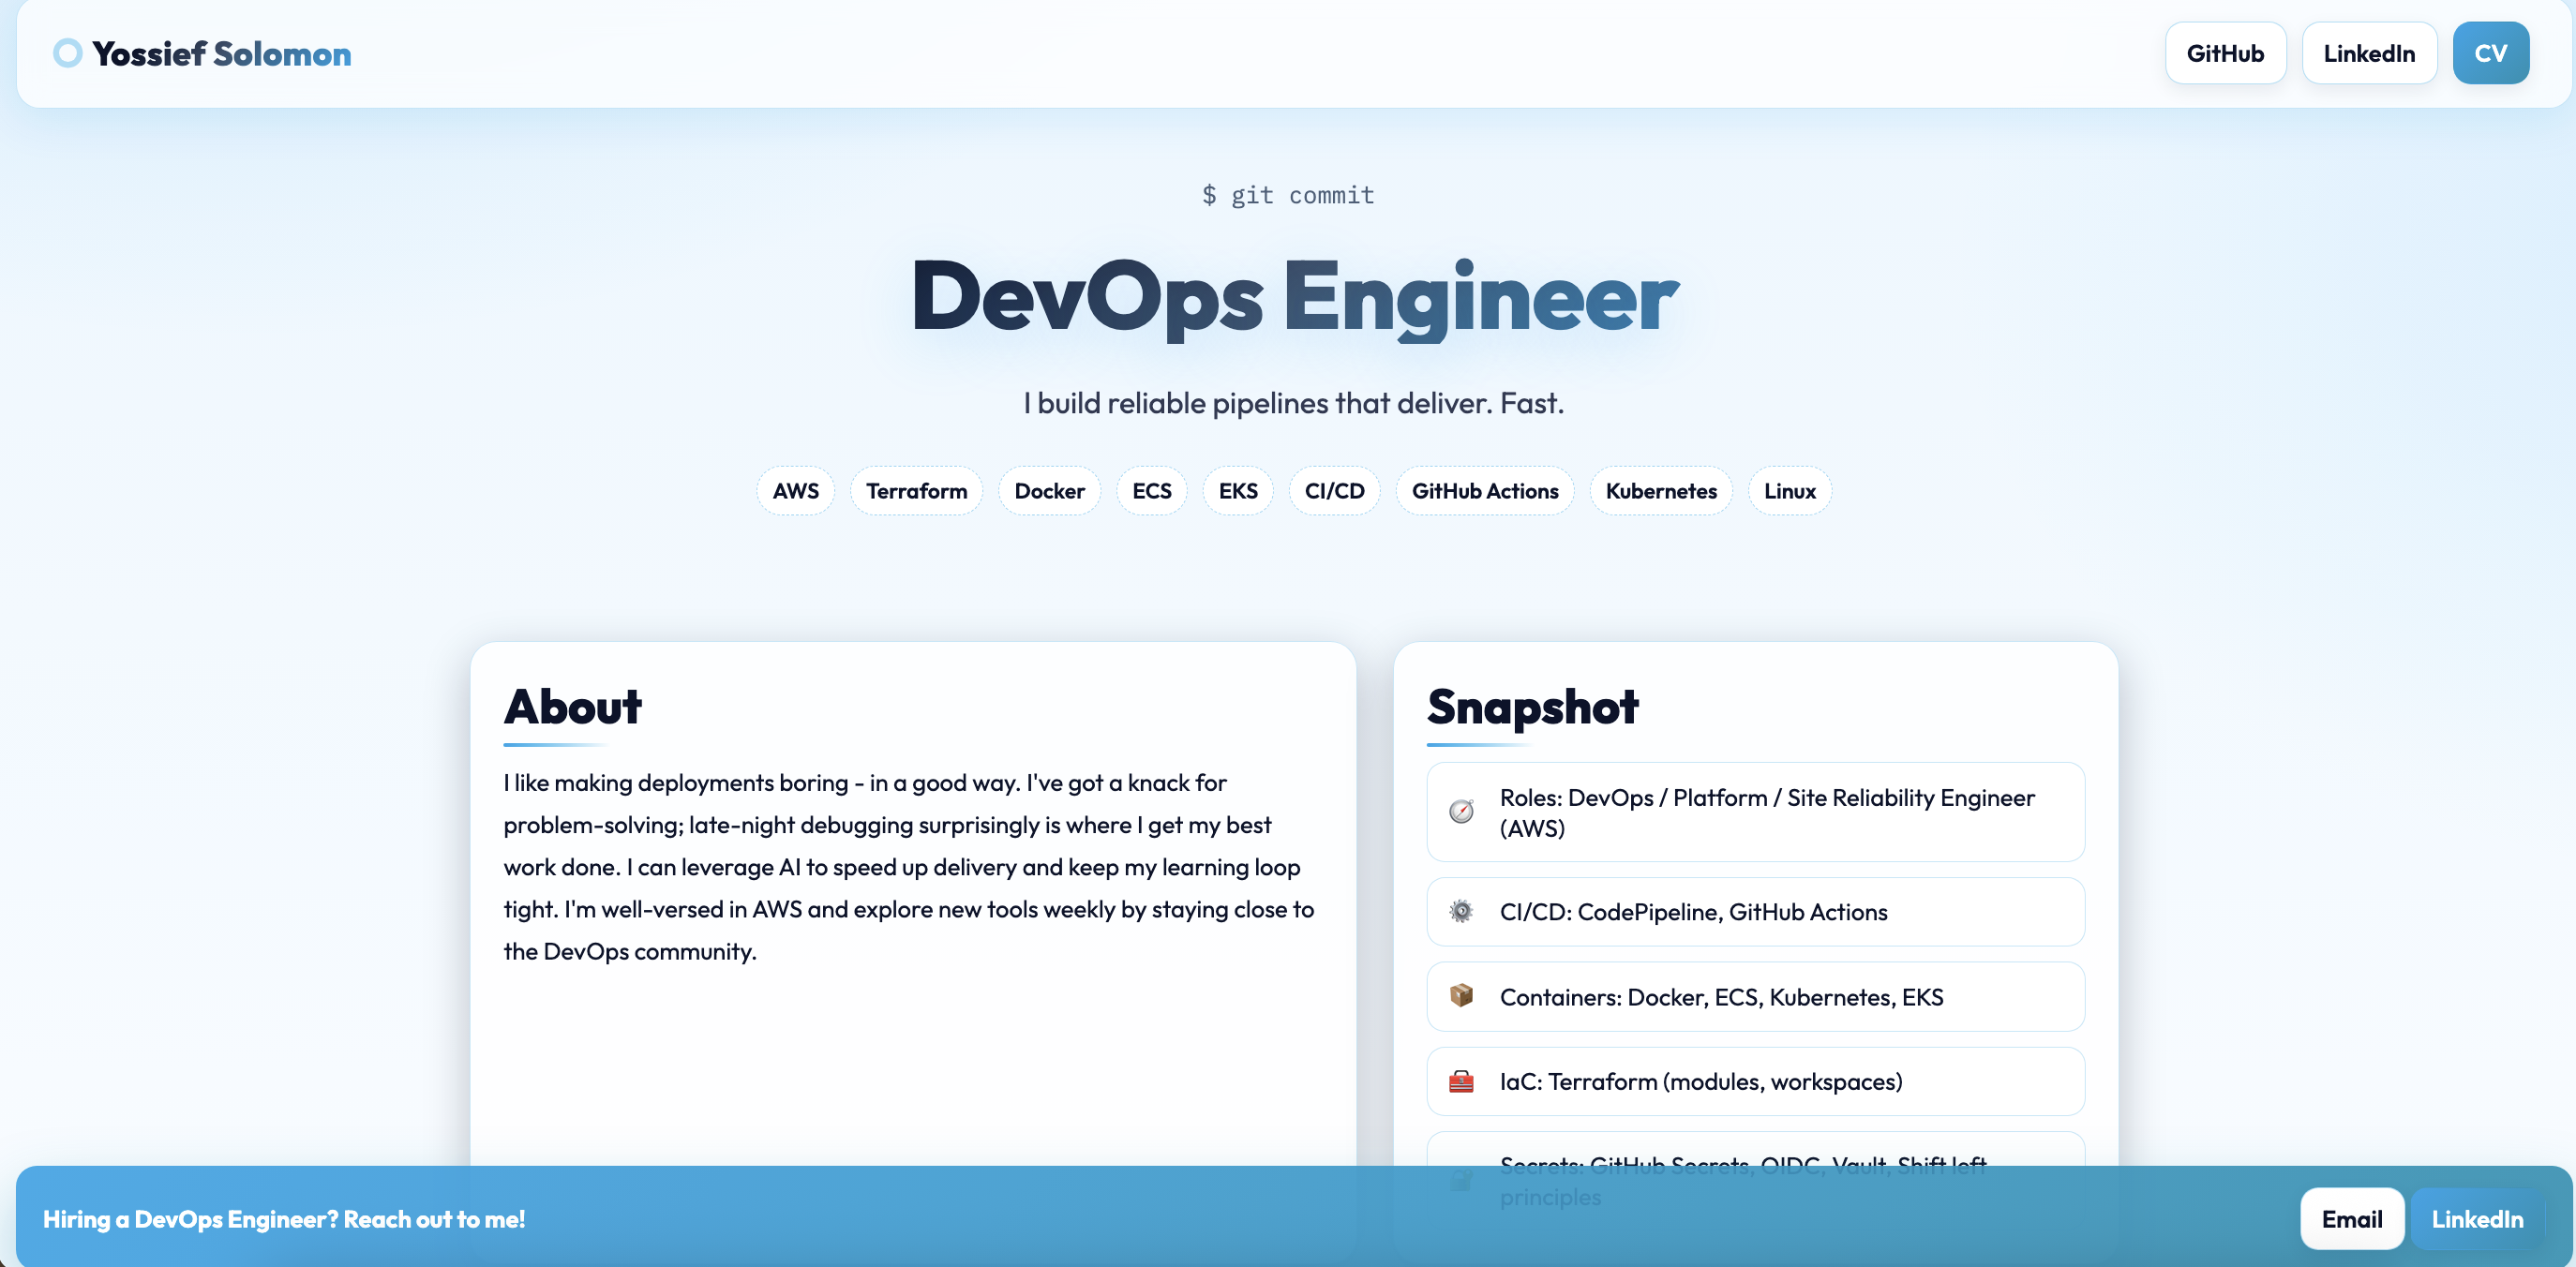 Yossief Solomon
GitHub
LinkedIn
CV
$ git commit
DevOps Engineer
I build reliable pipelines that deliver. Fast.
AWS
Terraform
Docker
ECS
EKS
CI/CD
GitHub Actions
Kubernetes
Linux
About
I like making deployments boring - in a good way. I've got a knack for
problem-solving; late-night debugging surprisingly is where I get my best
work done. I can leverage AI to speed up delivery and keep my learning loop
tight. I'm well-versed in AWS and explore new tools weekly by staying close to
the DevOps community.
Snapshot
Roles: DevOps / Platform / Site Reliability Engineer
(AWS)
CI/CD: CodePipeline, GitHub Actions
Containers: Docker, ECS, Kubernetes, EKS
IaC: Terraform (modules, workspaces)
Secrets: GitHub Secrets, OIDC, Vault, Shift left
principles
Hiring a DevOps Engineer? Reach out to me!
Email
LinkedIn